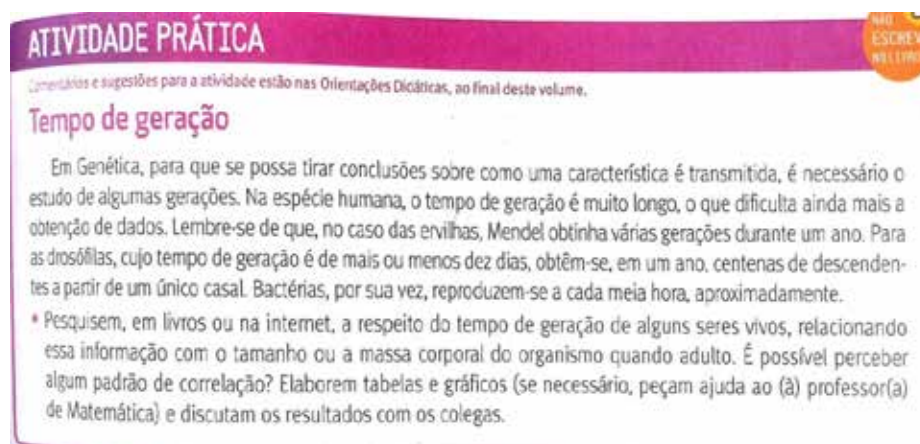 ATIVIDADE PRÁTICA
NÃO
ESCREV
NO LIVRO
Comentários e sugestões para a atividade estão nas Orientações Didáticas, ao final deste volume.
Tempo de geração
Em Genética, para que se possa tirar conclusões sobre como uma característica é transmitida, é necessário o
estudo de algumas gerações. Na espécie humana, o tempo de geração é muito longo, o que dificulta ainda mais a
obtenção de dados. Lembre-se de que, no caso das ervilhas, Mendel obtinha várias gerações durante um ano. Para
as drosófilas, cujo tempo de geração é de mais ou menos dez dias, obtêm-se, em um ano, centenas de descenden-
tes a partir de um único casal. Bactérias, por sua vez, reproduzem-se a cada meia hora, aproximadamente.
• Pesquisem, em livros ou na internet, a respeito do tempo de geração de alguns seres vivos, relacionando
essa informação com o tamanho ou a massa corporal do organismo quando adulto. É possível perceber
algum padrão de correlação? Elaborem tabelas e gráficos (se necessário, peçam ajuda ao (à) professor(a)
de Matemática) e discutam os resultados com os colegas.